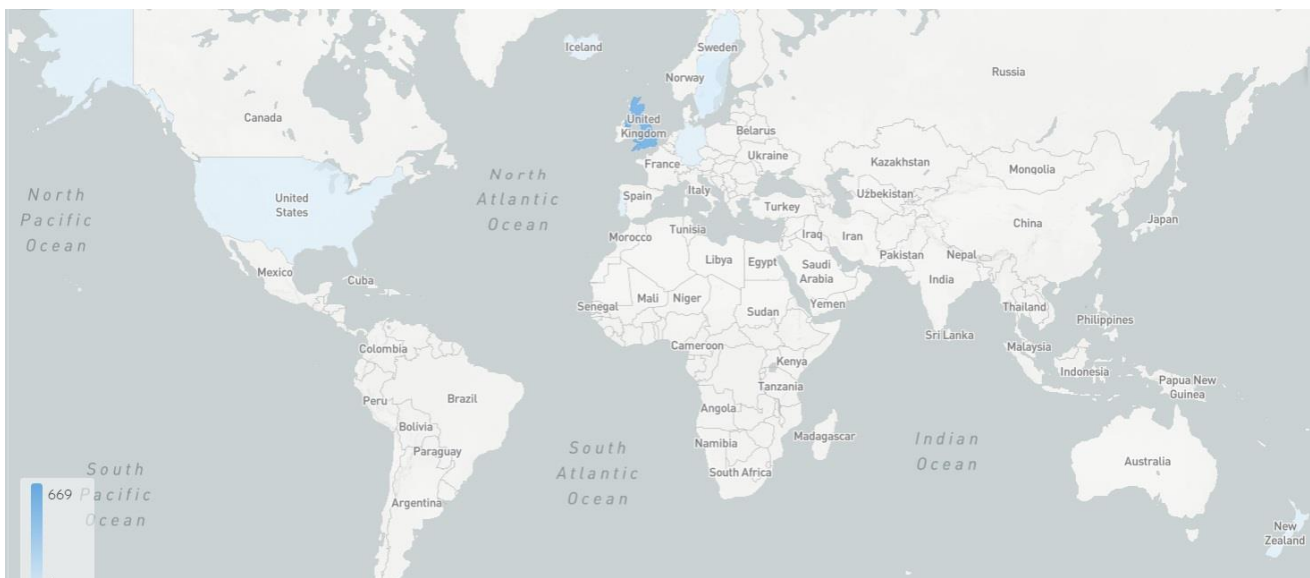 Iceland
Sweden
Norway
Russia
Canada
United
Kingdom
Belarus
Ukraine
France
Kazakhstan
Mongolia
North
Pacific
Ocean
United
States
North
Atlantic
Ocean
Spain
Italy
Turkey
Uzbekistan
China
Japan
Morocco
Tunisia
Iraq
Iran
Pakistan
Nepal
Mexico
Cuba
Libya
Egypt
Saudi
Arabia
India
Senegal
Mali
Niger
Sudan
Yemen
Thailand
Philippines
Sri Lanka
Colombia
Cameroon
Kenya
Malaysia
Indonesia
Papua New
Guinea
Peru
Brazil
Tanzania
Angola
Bolivia
Paraguay
Namibia
Madagascar
South Africa
South
Atlantic
Ocean
Indian
Ocean
Australia
South
Pacific
Ocean
669
Argentina
New
Zealand